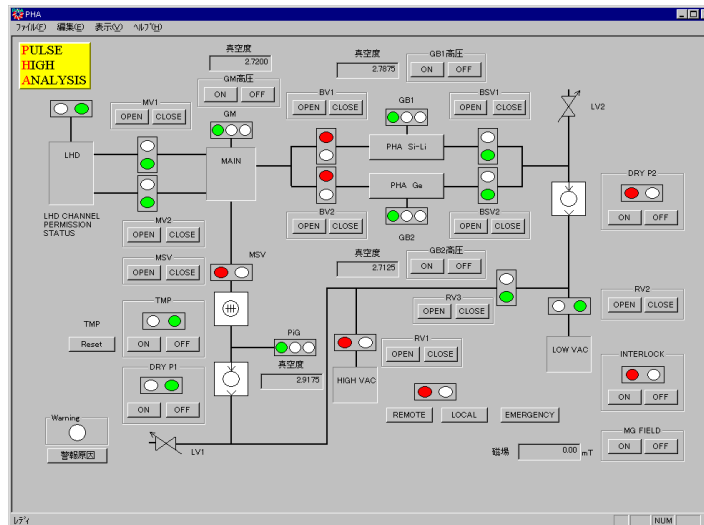 PHA
ファイル(F) 編集(E) 表示(V) ヘルプ(H)
PULSE
HIGH
ANALYSIS
真空度
2.7200
GM高圧
ON OFF
GM
真空度
2.7875
GB1高圧
ON OFF
MV1
OPEN CLOSE
BV1
OPEN CLOSE
GB1
BSV1
OPEN CLOSE
LV2
LHD
MAIN
PHA Si-Li
PHA Ge
DRY P2
ON OFF
LHD CHANNEL
PERMISSION
STATUS
MV2
OPEN CLOSE
BV2
OPEN CLOSE
GB2
BSV2
OPEN CLOSE
MSV
OPEN CLOSE
MSV
真空度
2.7125
GB2高圧
ON OFF
RV3
OPEN CLOSE
RV2
OPEN CLOSE
TMP
Reset
TMP
ON OFF
PiG
真空度
2.9175
RV1
OPEN CLOSE
HIGH VAC
LOW VAC
INTERLOCK
ON OFF
DRY P1
ON OFF
REMOTE LOCAL EMERGENCY
Warning
警報原因
LV1
磁場 0.00 mT
MG FIELD
ON OFF
レディ
NUM